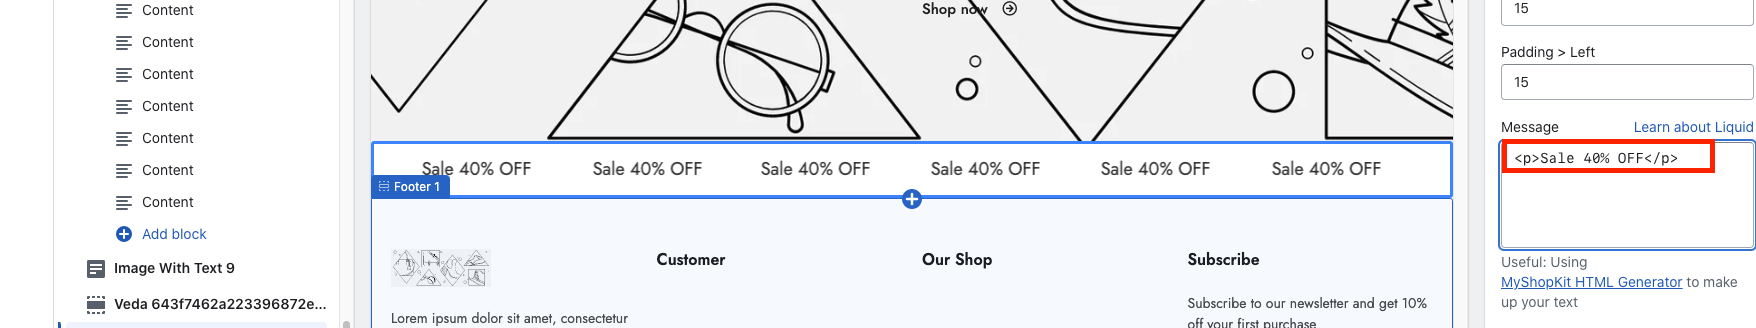 Content
Content
Content
Content
Content
Content
Content
Add block
Image With Text 9
Veda 643f7462a223396872e...
Shop now
Sale 40% OFF Sale 40% OFF Sale 40% OFF Sale 40% OFF Sale 40% OFF Sale 40% OFF
Footer 1
Customer
Our Shop
Subscribe
Lorem ipsum dolor sit amet, consectetur
Subscribe to our newsletter and get 10%
off your first purchase
15
Padding > Left
15
Message Learn about Liquid
<p>Sale 40% OFF</p>
Useful: Using
MyShopKit HTML Generator to make
up your text